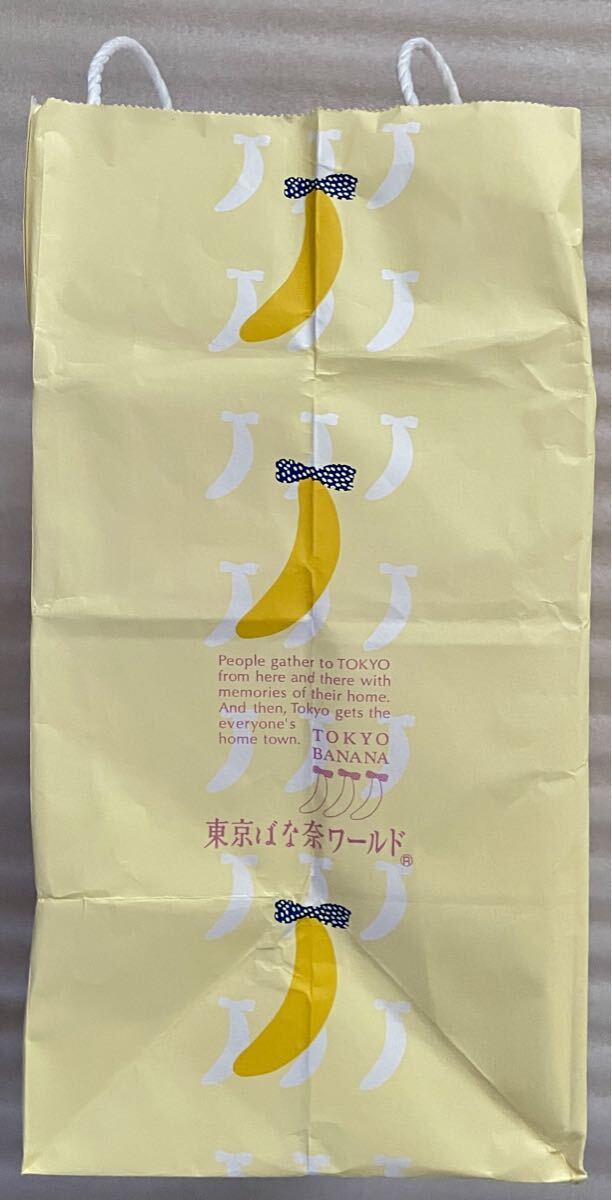 People gather to TOKYO
from here and there with
memories of their home.
And then, Tokyo gets the
everyone's
home town.
TOKYO
BANANA
東京ばな奈ワールド®